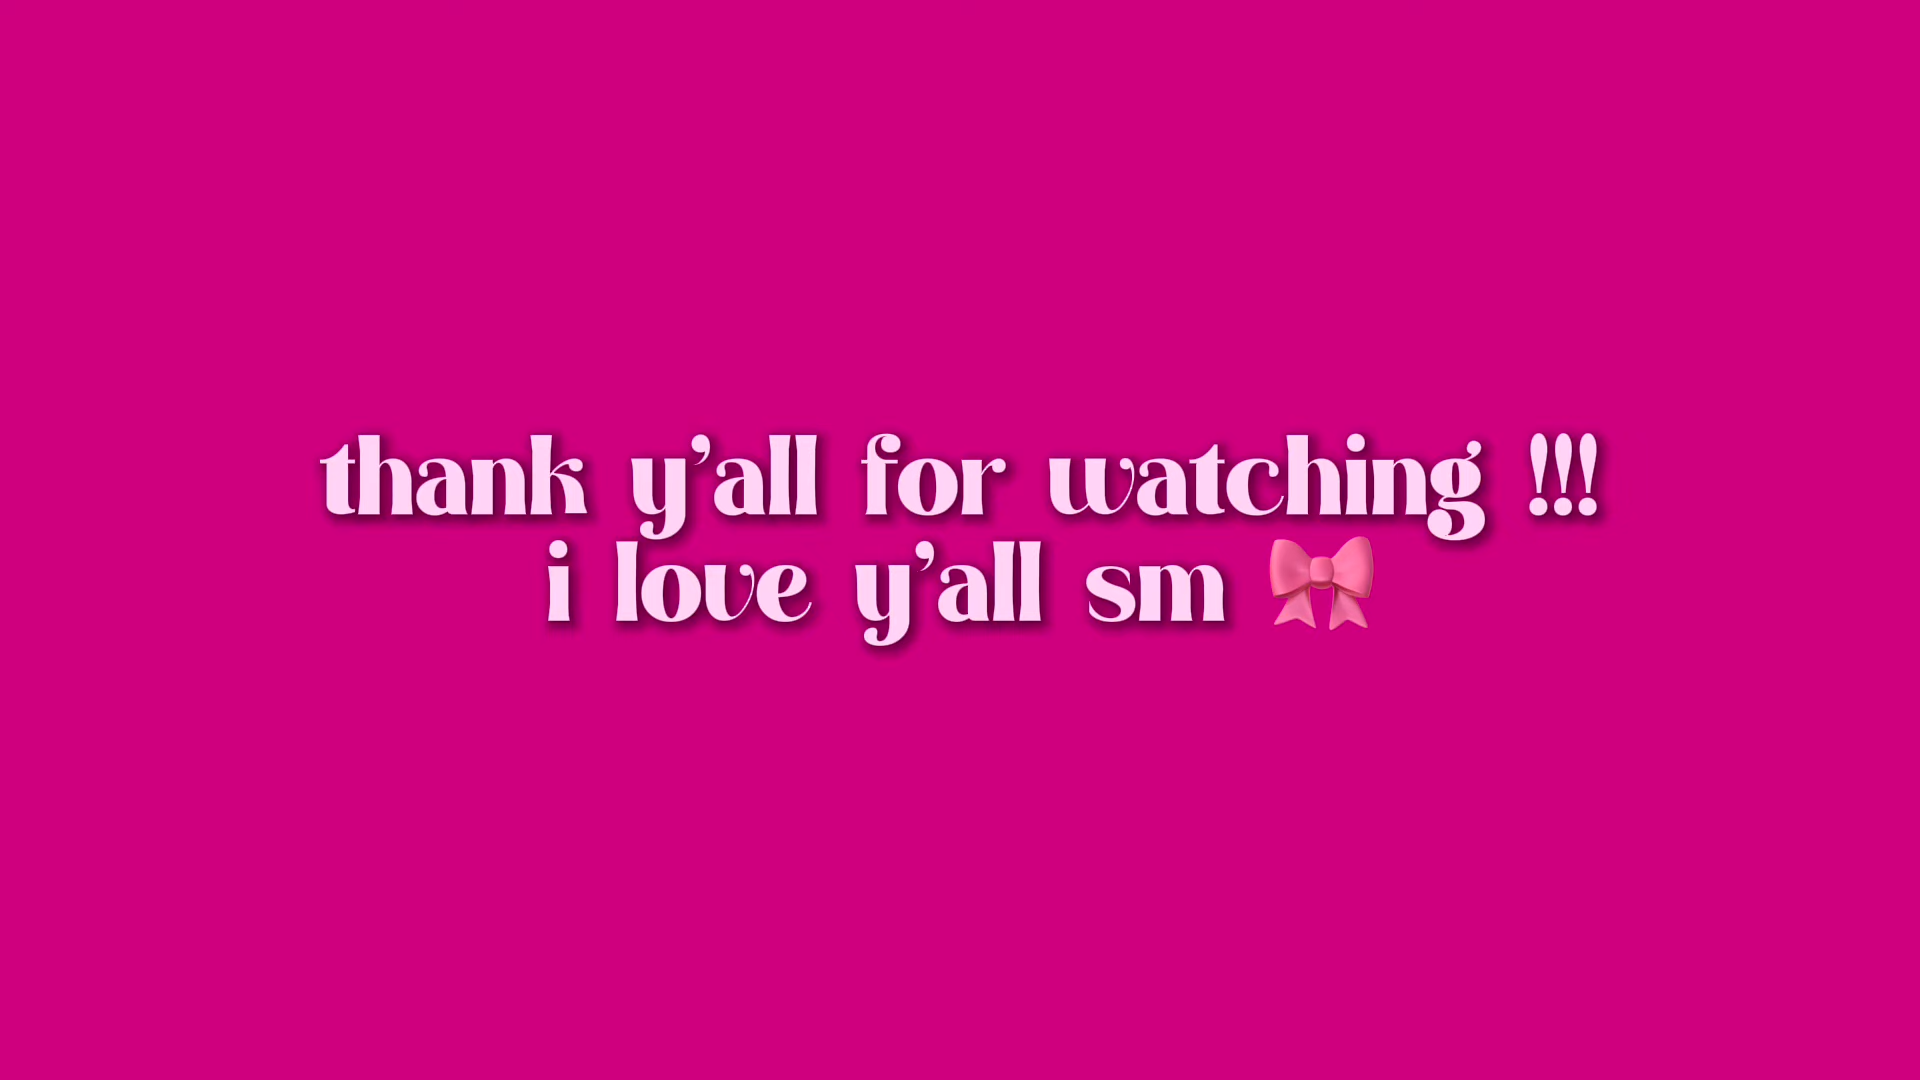 thank y’all for watching !!!
i love y’all sm 🎀